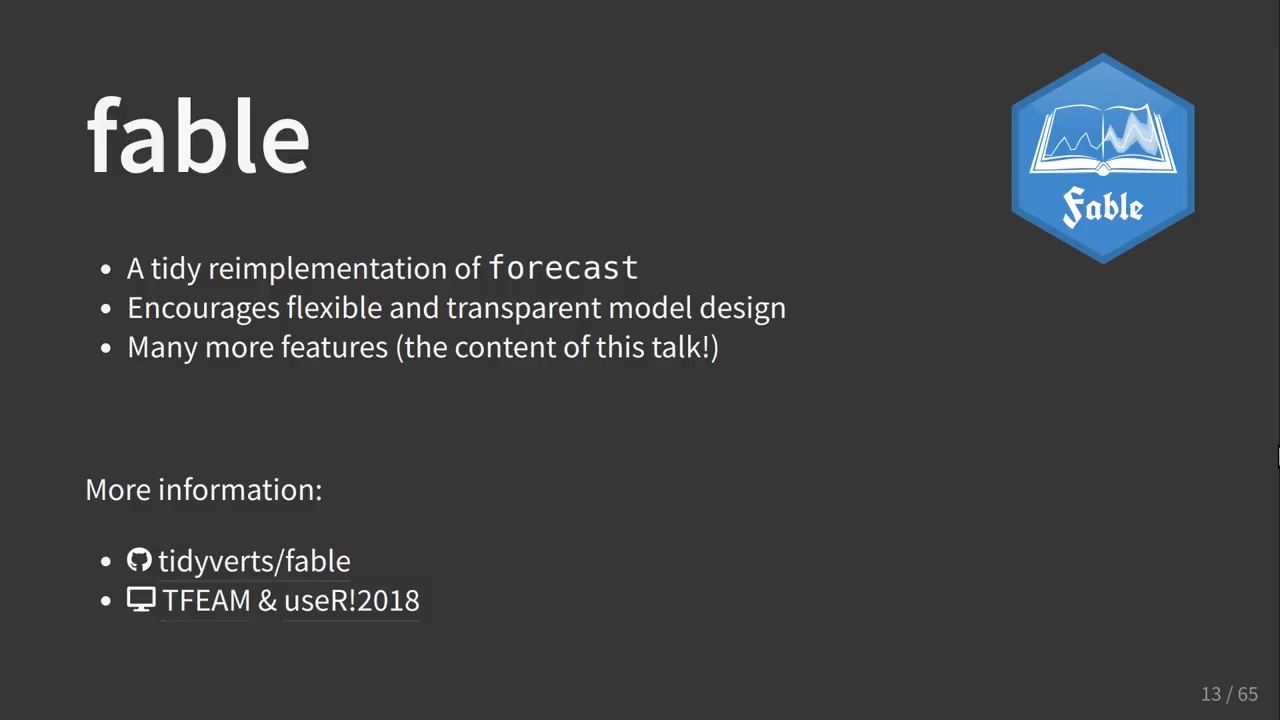 fable
Fable
• A tidy reimplementation of forecast
• Encourages flexible and transparent model design
• Many more features (the content of this talk!)
More information:
• tidyverts/fable
• TFEAM & useR!2018
13 / 65